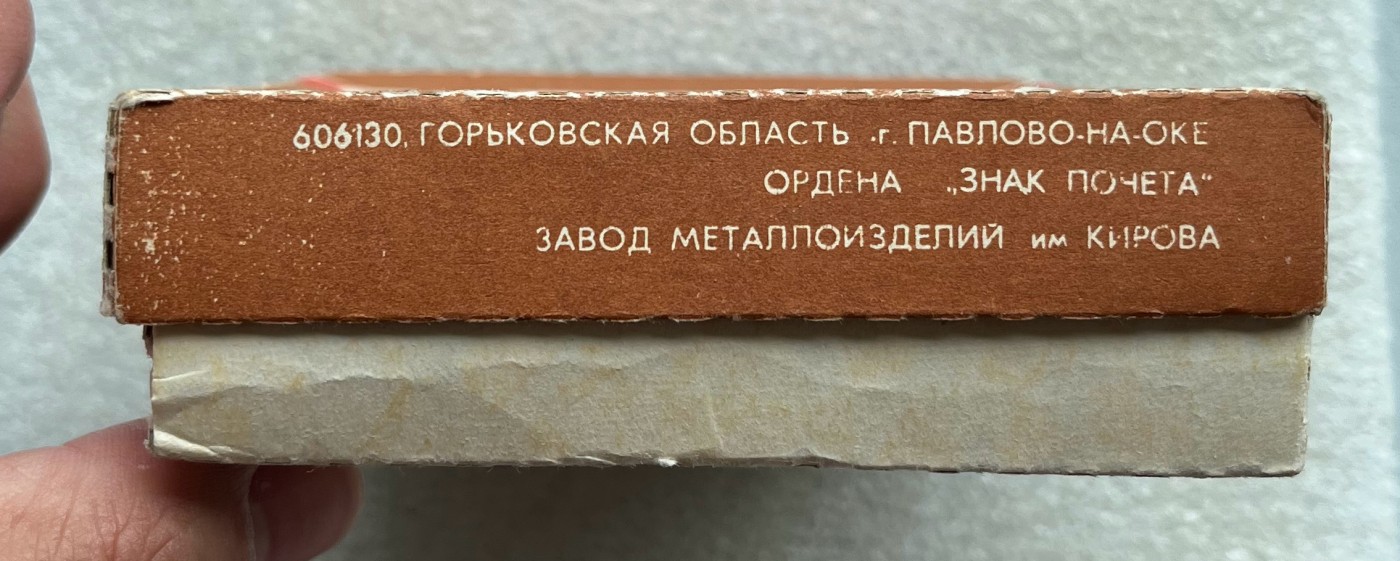 606130, ГОРЬКОВСКАЯ ОБЛАСТЬ .г. ПАВЛОВО-НА-ОКЕ
ОРДЕНА „ЗНАК ПОЧЕТА“
ЗАВОД МЕТАЛЛОИЗДЕЛИЙ им КИРОВА